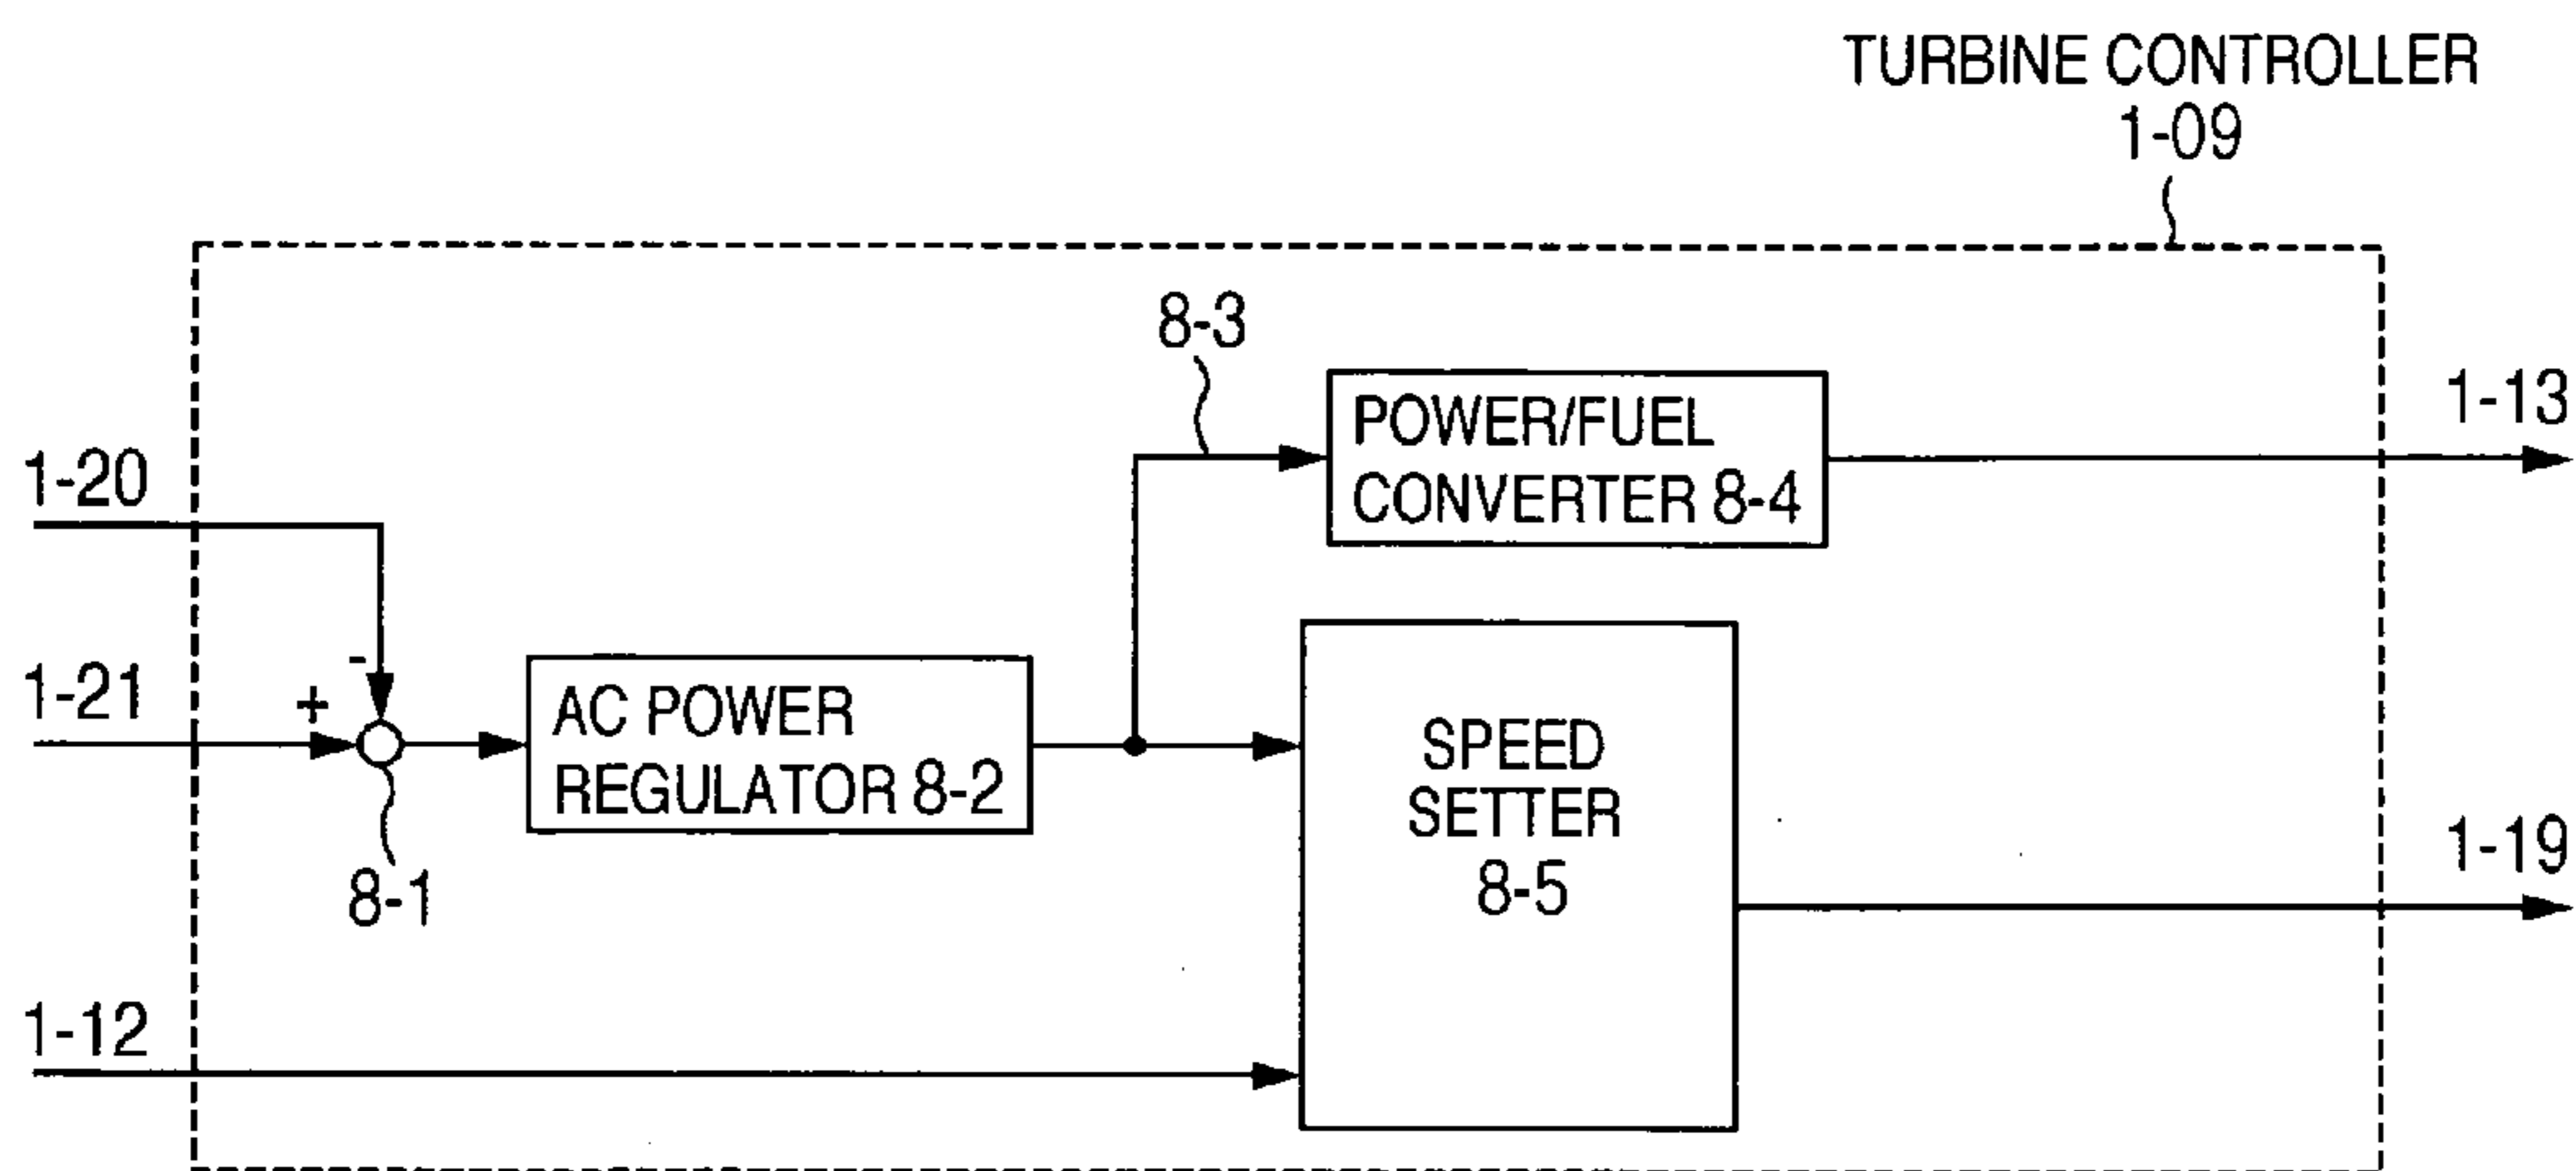 TURBINE CONTROLLER
1-09
8-3
POWER/FUEL
CONVERTER 8-4
1-13
1-20
-
1-21
+
AC POWER
REGULATOR 8-2
8-1
SPEED
SETTER
8-5
1-19
1-12